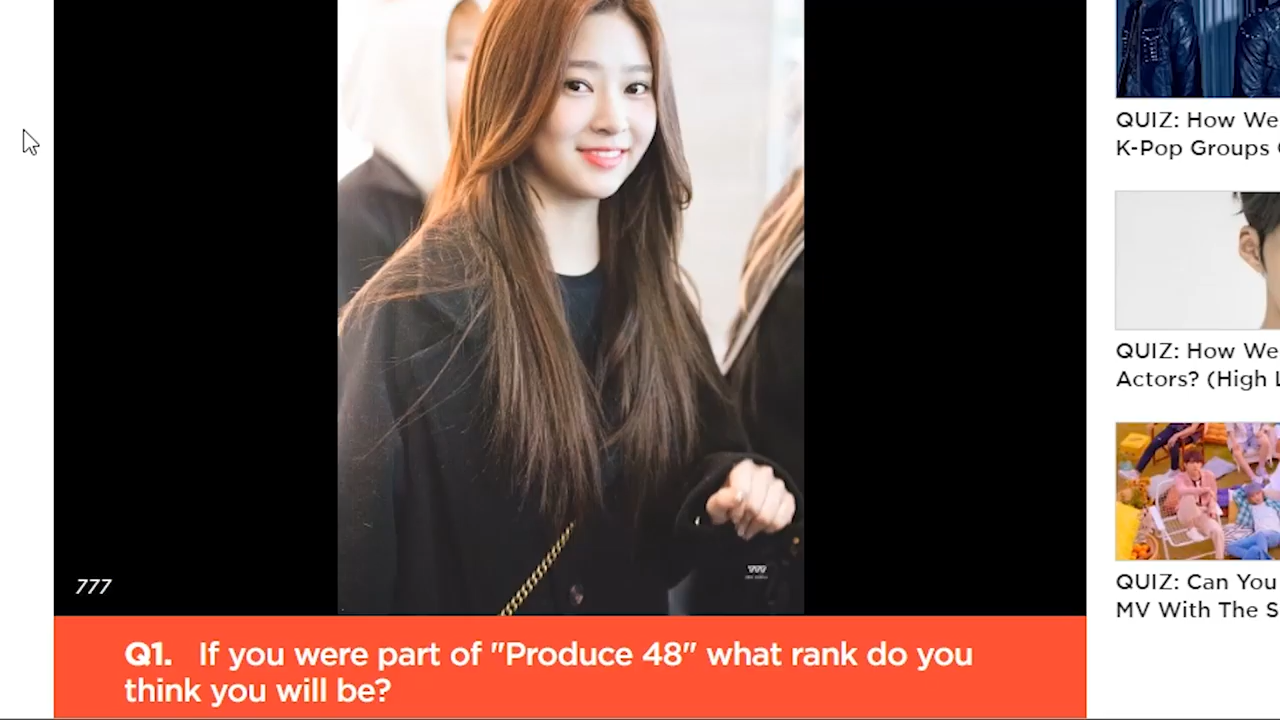 777
777
Q1. If you were part of "Produce 48" what rank do you
think you will be?
QUIZ: How We
K-Pop Groups
QUIZ: How We
Actors? (High L
QUIZ: Can You
MV With The S